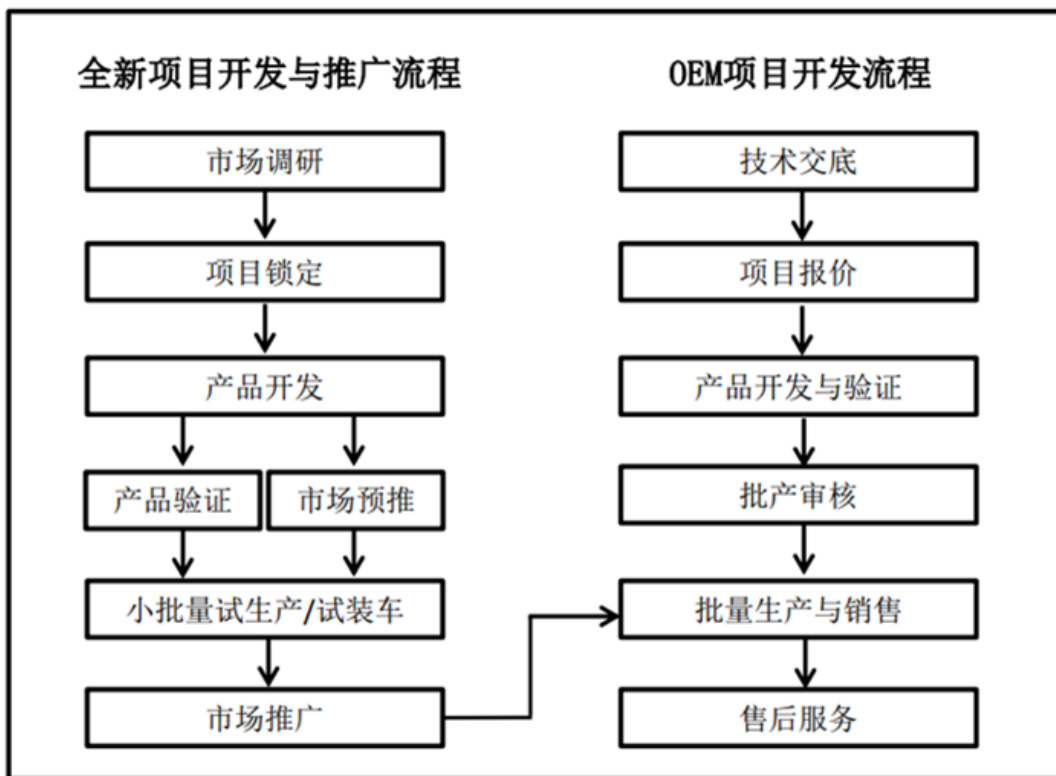 全新项目开发与推广流程
市场调研
项目锁定
产品开发
产品验证
市场预推
小批量试生产/试装车
市场推广
OEM项目开发流程
技术交底
项目报价
产品开发与验证
批产审核
批量生产与销售
售后服务